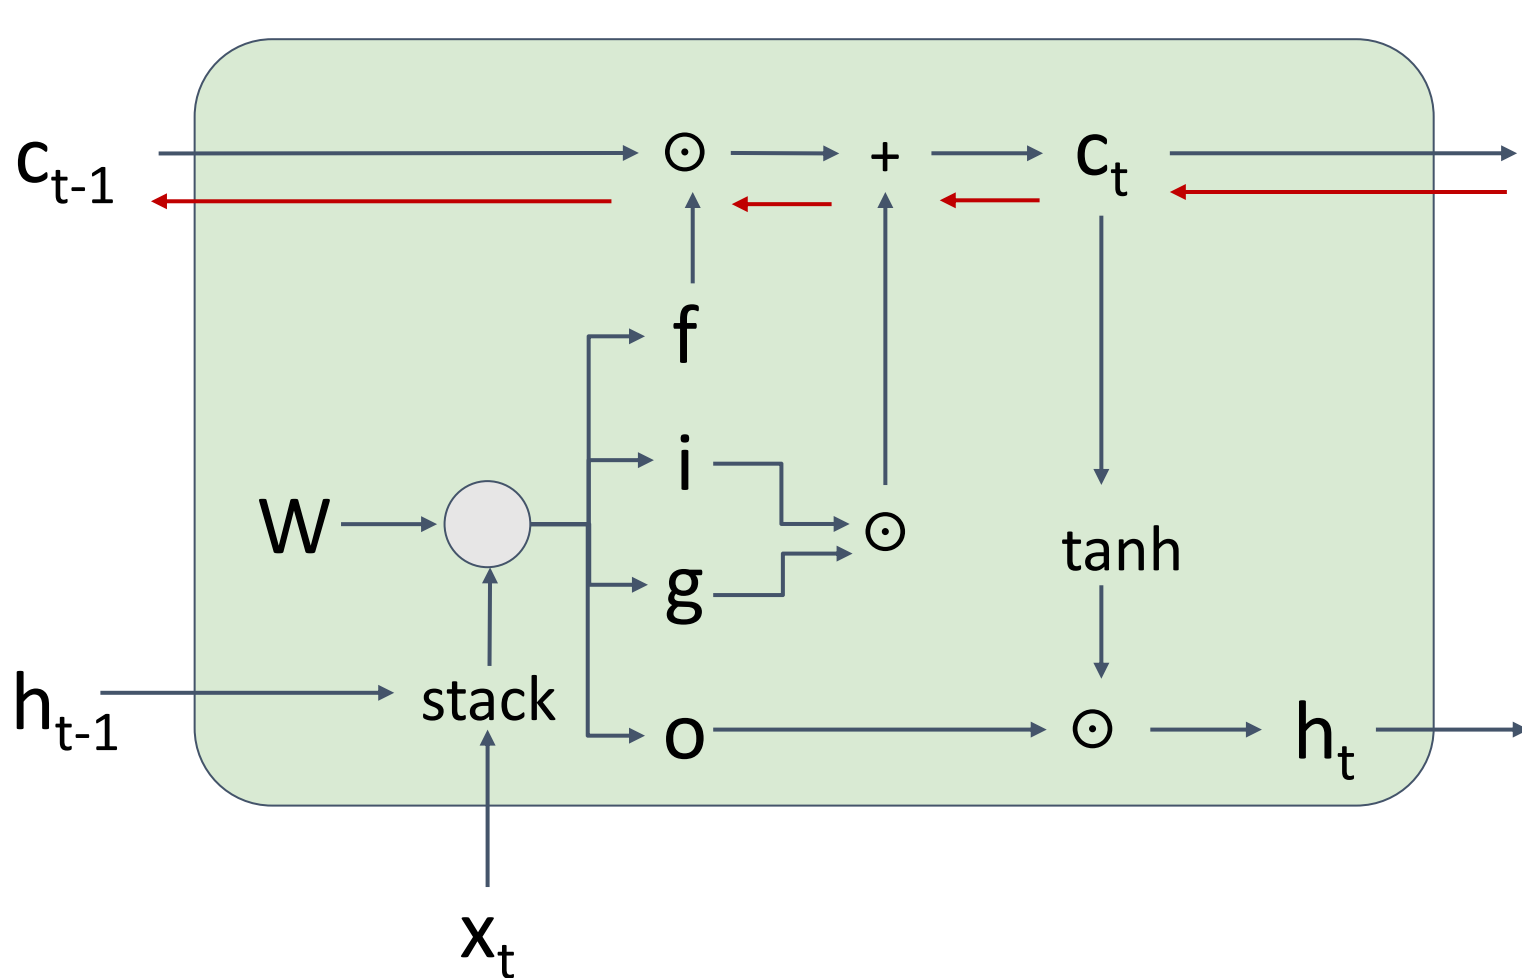 c_t-1
⊙
+
c_t
f
i
W
⊙
tanh
g
h_t-1
stack
o
⊙
h_t
x_t